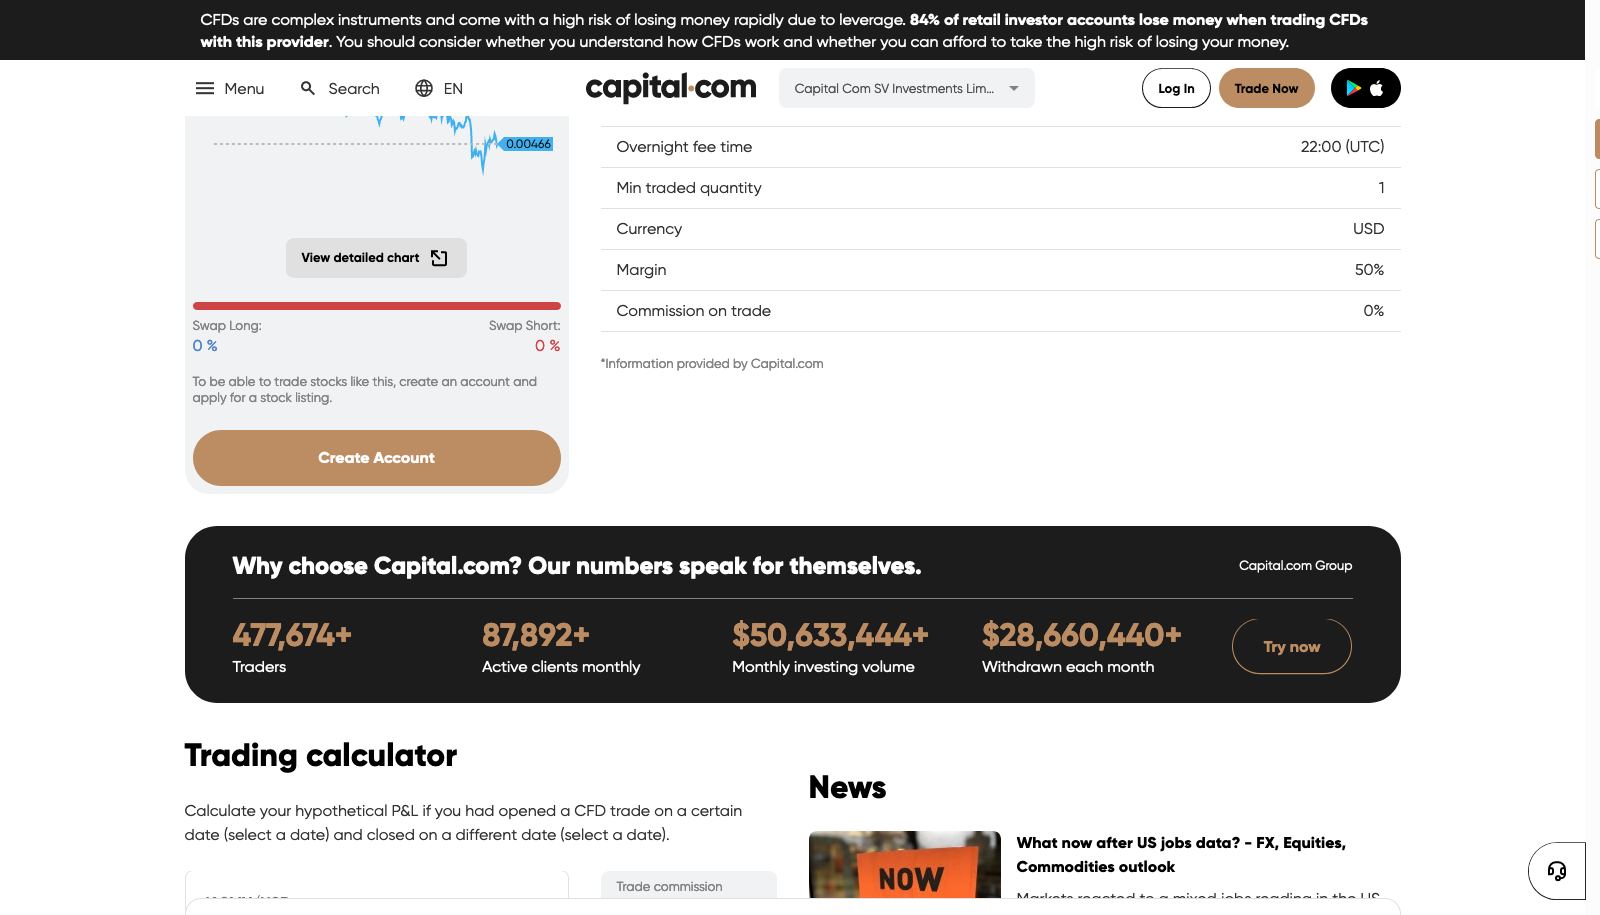 CFDs are complex instruments and come with a high risk of losing money rapidly due to leverage. 84% of retail investor accounts lose money when trading CFDs
with this provider. You should consider whether you understand how CFDs work and whether you can afford to take the high risk of losing your money.
Menu
Search
EN
capital.com
Capital Com SV Investments Lim...
Log In
Trade Now
0.00466
View detailed chart
Swap Long:
Swap Short:
0 %
0 %
To be able to trade stocks like this, create an account and
apply for a stock listing.
Create Account
Overnight fee time 22:00 (UTC)
Min traded quantity 1
Currency USD
Margin 50%
Commission on trade 0%
*Information provided by Capital.com
Why choose Capital.com? Our numbers speak for themselves.
Capital.com Group
477,674+
Traders
87,892+
Active clients monthly
$50,633,444+
Monthly investing volume
$28,660,440+
Withdrawn each month
Try now
Trading calculator
Calculate your hypothetical P&L if you had opened a CFD trade on a certain
date (select a date) and closed on a different date (select a date).
Trade commission
News
NOW
What now after US jobs data? - FX, Equities,
Commodities outlook
Markets reacted to a mixed jobs reading in the US